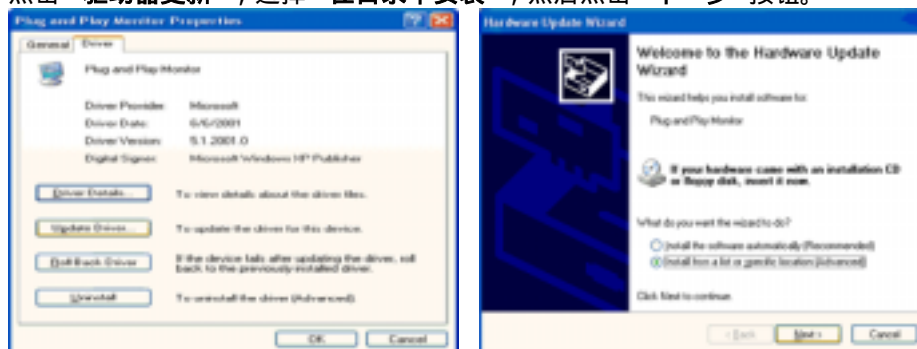 Plug and Play Monitor Properties
General Driver
Plug and Play Monitor
Driver Provider: Microsoft
Driver Date: 6/6/2001
Driver Version: 5.1.2001.0
Digital Signer: Microsoft Windows XP Publisher
Driver Details... To view details about the driver files.
Update Driver... To update the driver for this device.
Roll Back Driver If the device fails after updating the driver, roll
back to the previously installed driver.
Uninstall To uninstall the driver (Advanced).
OK Cancel
Hardware Update Wizard
Welcome to the Hardware Update
Wizard
This wizard helps you install software for:
Plug and Play Monitor
If your hardware came with an installation CD
or floppy disk, insert it now.
What do you want the wizard to do?
Install the software automatically (Recommended)
Install from a list or specific location (Advanced)
Click Next to continue.
< Back Next > Cancel